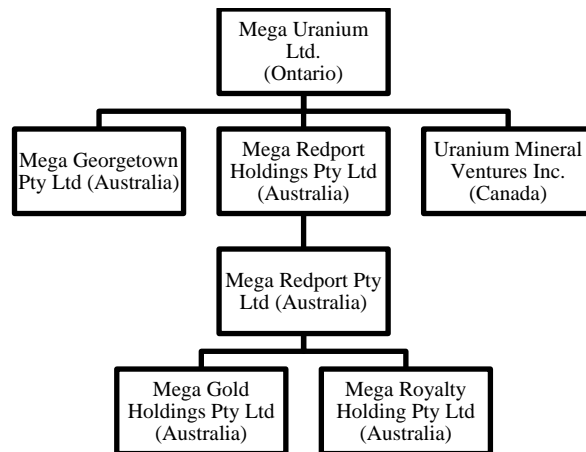 Mega Uranium
Ltd.
(Ontario)
Mega Georgetown
Pty Ltd (Australia)
Mega Redport
Holdings Pty Ltd
(Australia)
Uranium Mineral
Ventures Inc.
(Canada)
Mega Redport Pty
Ltd (Australia)
Mega Gold
Holdings Pty Ltd
(Australia)
Mega Royalty
Holding Pty Ltd
(Australia)